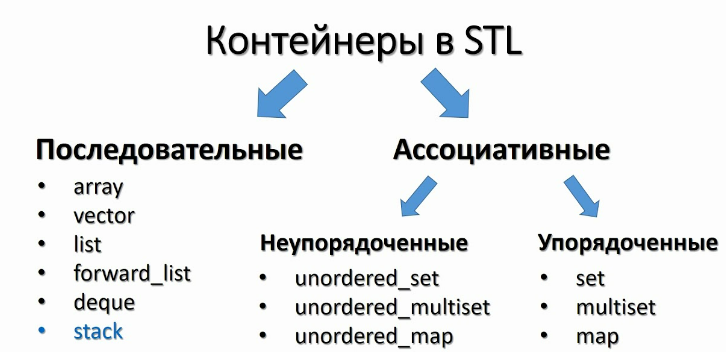 Контейнеры в STL
Последовательные
• array
• vector
• list
• forward_list
• deque
• stack
Ассоциативные
Неупорядоченные
• unordered_set
• unordered_multiset
• unordered_map
Упорядоченные
• set
• multiset
• map